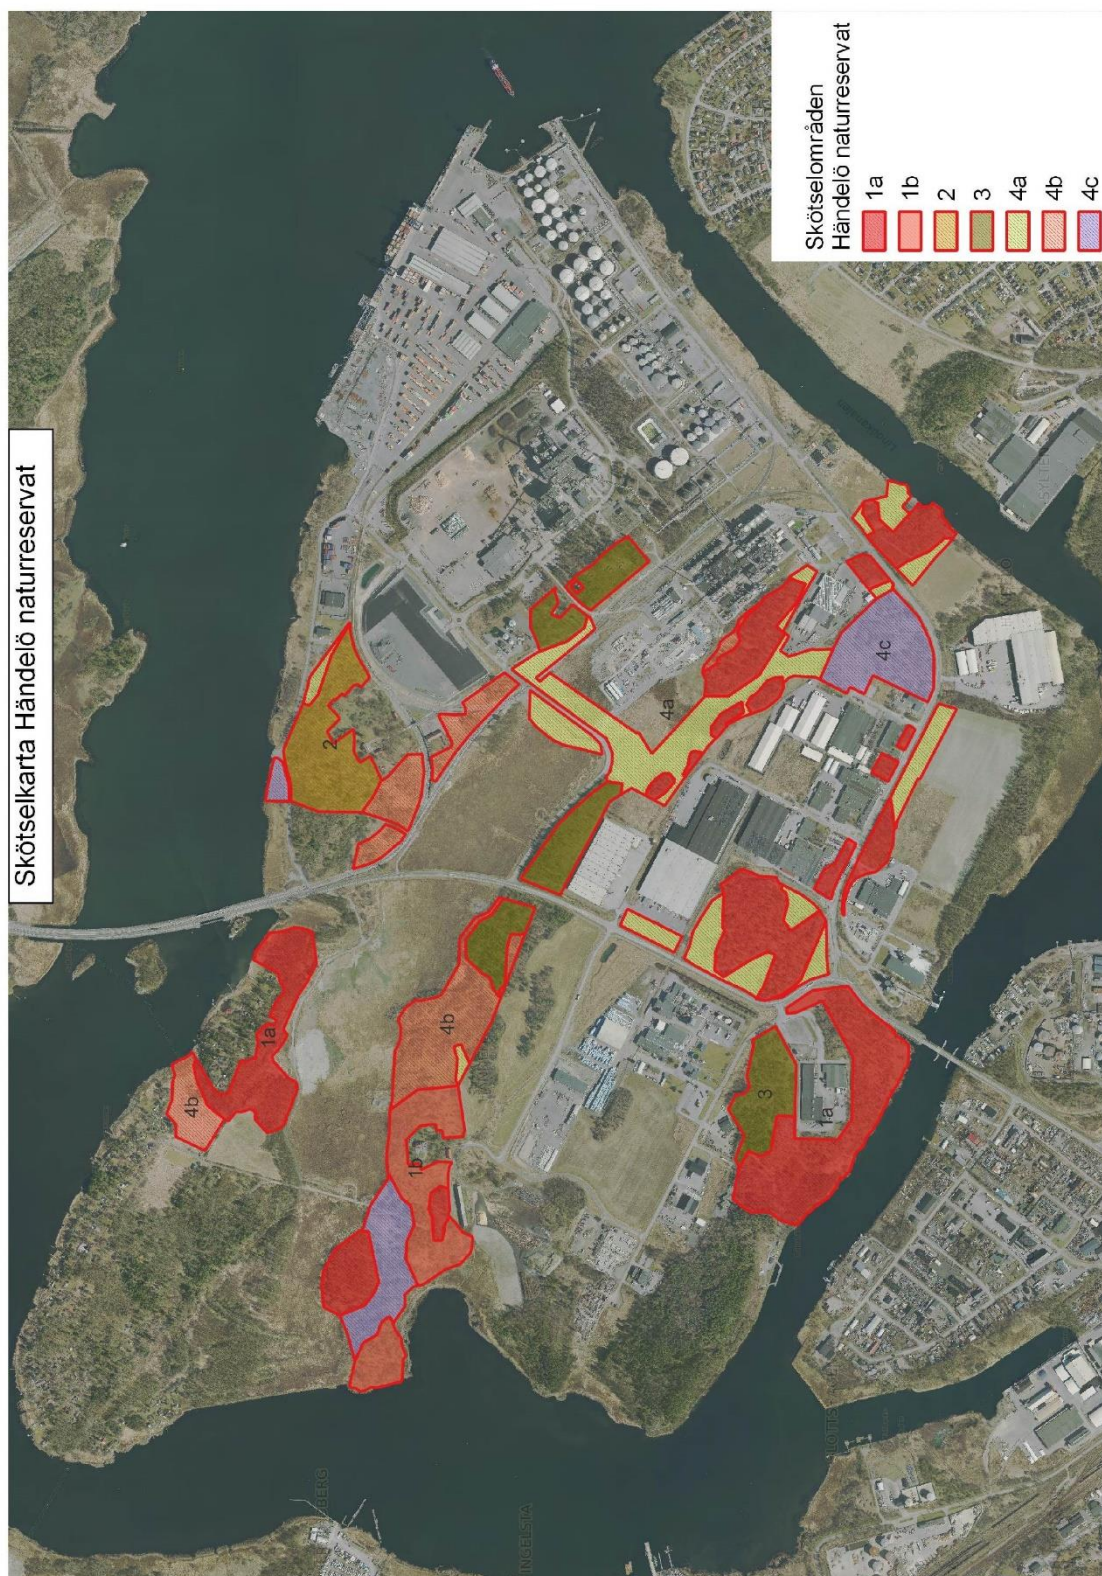 Skötselkarta Händelö naturreservat
Skötselområden
Händelö naturreservat
1a
1b
2
3
4a
4b
4c
2
1a
4b
4b
1b
4a
4c
3
1a
INGELSTA